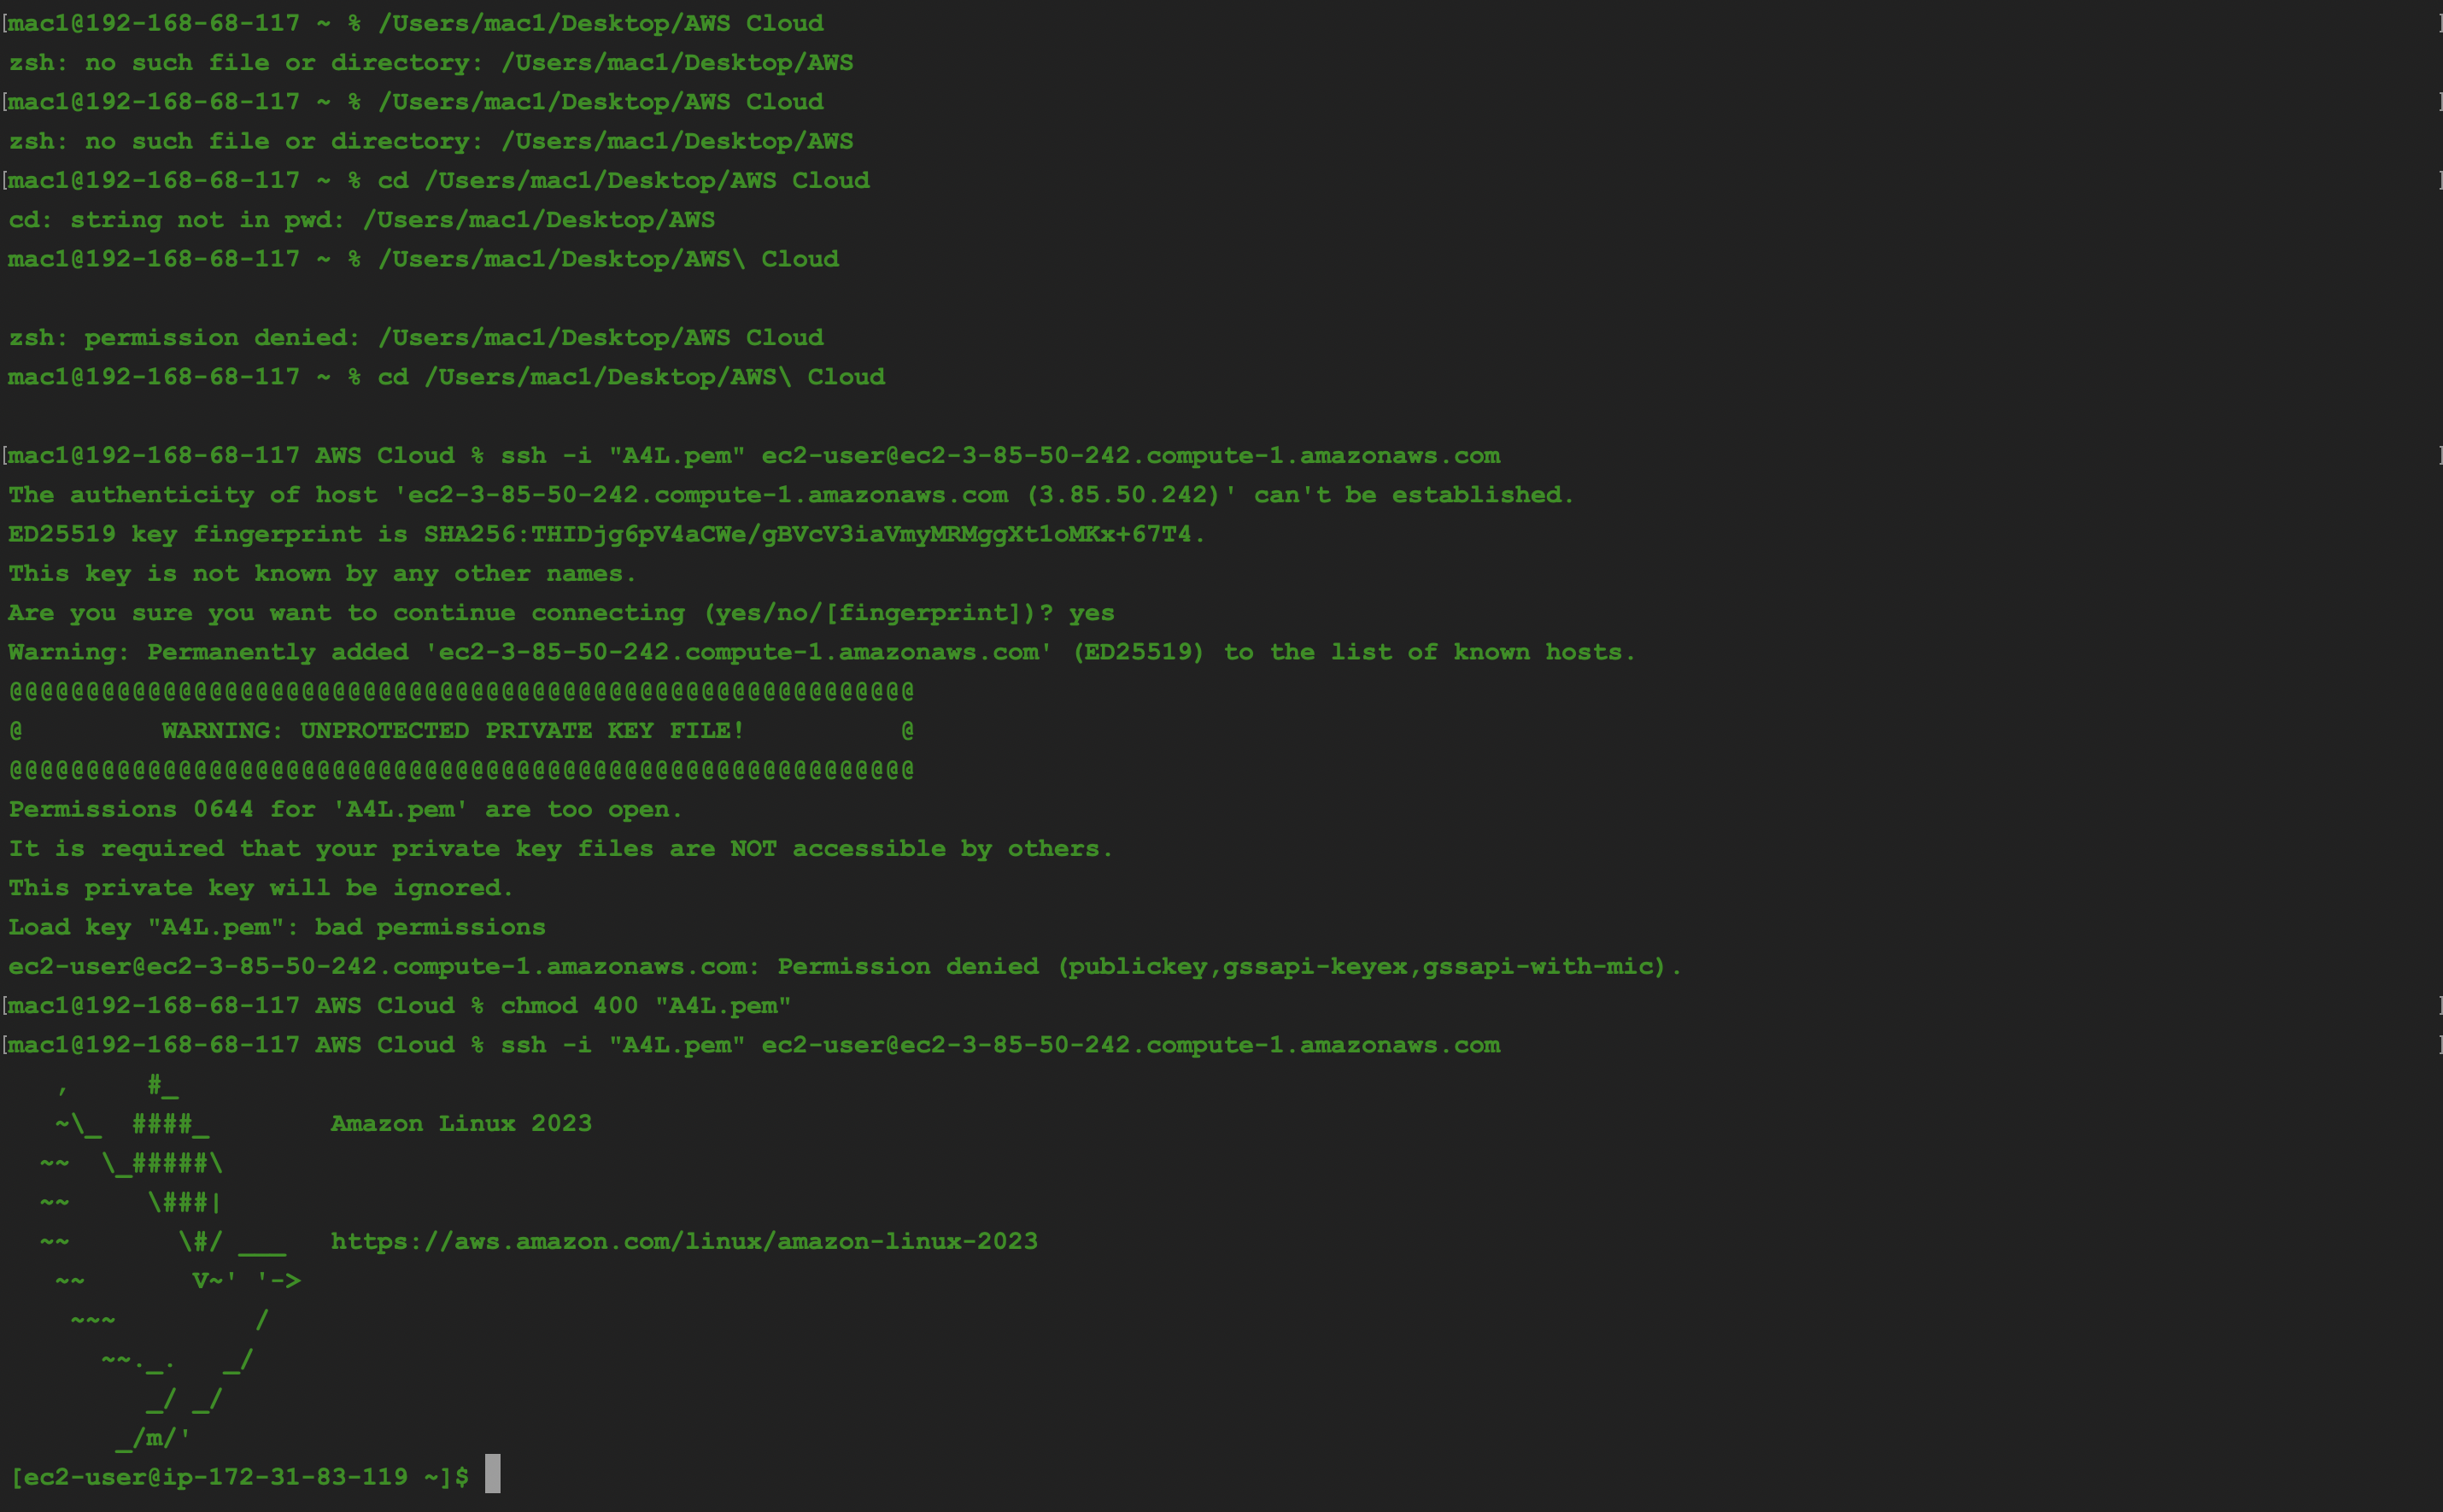 [mac1@192-168-68-117 ~ % /Users/mac1/Desktop/AWS Cloud ]
zsh: no such file or directory: /Users/mac1/Desktop/AWS
[mac1@192-168-68-117 ~ % /Users/mac1/Desktop/AWS Cloud ]
zsh: no such file or directory: /Users/mac1/Desktop/AWS
[mac1@192-168-68-117 ~ % cd /Users/mac1/Desktop/AWS Cloud ]
cd: string not in pwd: /Users/mac1/Desktop/AWS
mac1@192-168-68-117 ~ % /Users/mac1/Desktop/AWS\ Cloud
zsh: permission denied: /Users/mac1/Desktop/AWS Cloud
mac1@192-168-68-117 ~ % cd /Users/mac1/Desktop/AWS\ Cloud
[mac1@192-168-68-117 AWS Cloud % ssh -i "A4L.pem" ec2-user@ec2-3-85-50-242.compute-1.amazonaws.com ]
The authenticity of host 'ec2-3-85-50-242.compute-1.amazonaws.com (3.85.50.242)' can't be established.
ED25519 key fingerprint is SHA256:THIDjg6pV4aCWe/gBVcV3iaVmyMRMggXt1oMKx+67T4.
This key is not known by any other names.
Are you sure you want to continue connecting (yes/no/[fingerprint])? yes
Warning: Permanently added 'ec2-3-85-50-242.compute-1.amazonaws.com' (ED25519) to the list of known hosts.
@@@@@@@@@@@@@@@@@@@@@@@@@@@@@@@@@@@@@@@@@@@@@@@@@@@@@@@@@@@
@         WARNING: UNPROTECTED PRIVATE KEY FILE!          @
@@@@@@@@@@@@@@@@@@@@@@@@@@@@@@@@@@@@@@@@@@@@@@@@@@@@@@@@@@@
Permissions 0644 for 'A4L.pem' are too open.
It is required that your private key files are NOT accessible by others.
This private key will be ignored.
Load key "A4L.pem": bad permissions
ec2-user@ec2-3-85-50-242.compute-1.amazonaws.com: Permission denied (publickey,gssapi-keyex,gssapi-with-mic).
[mac1@192-168-68-117 AWS Cloud % chmod 400 "A4L.pem" ]
[mac1@192-168-68-117 AWS Cloud % ssh -i "A4L.pem" ec2-user@ec2-3-85-50-242.compute-1.amazonaws.com ]
   ,     #_
   ~\_  ####_        Amazon Linux 2023
  ~~  \_#####\
  ~~     \###|
  ~~       \#/ ___   https://aws.amazon.com/linux/amazon-linux-2023
   ~~       V~' '->
    ~~~         /
      ~~._.   _/
         _/ _/
       _/m/'
[ec2-user@ip-172-31-83-119 ~]$